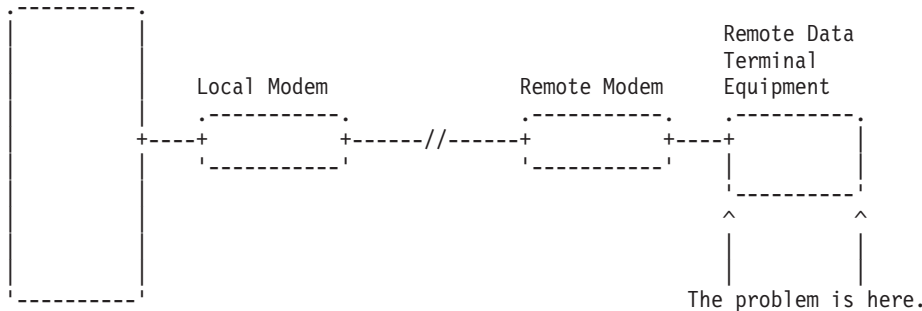 Remote Data
Terminal
Local Modem Remote Modem Equipment
The problem is here.